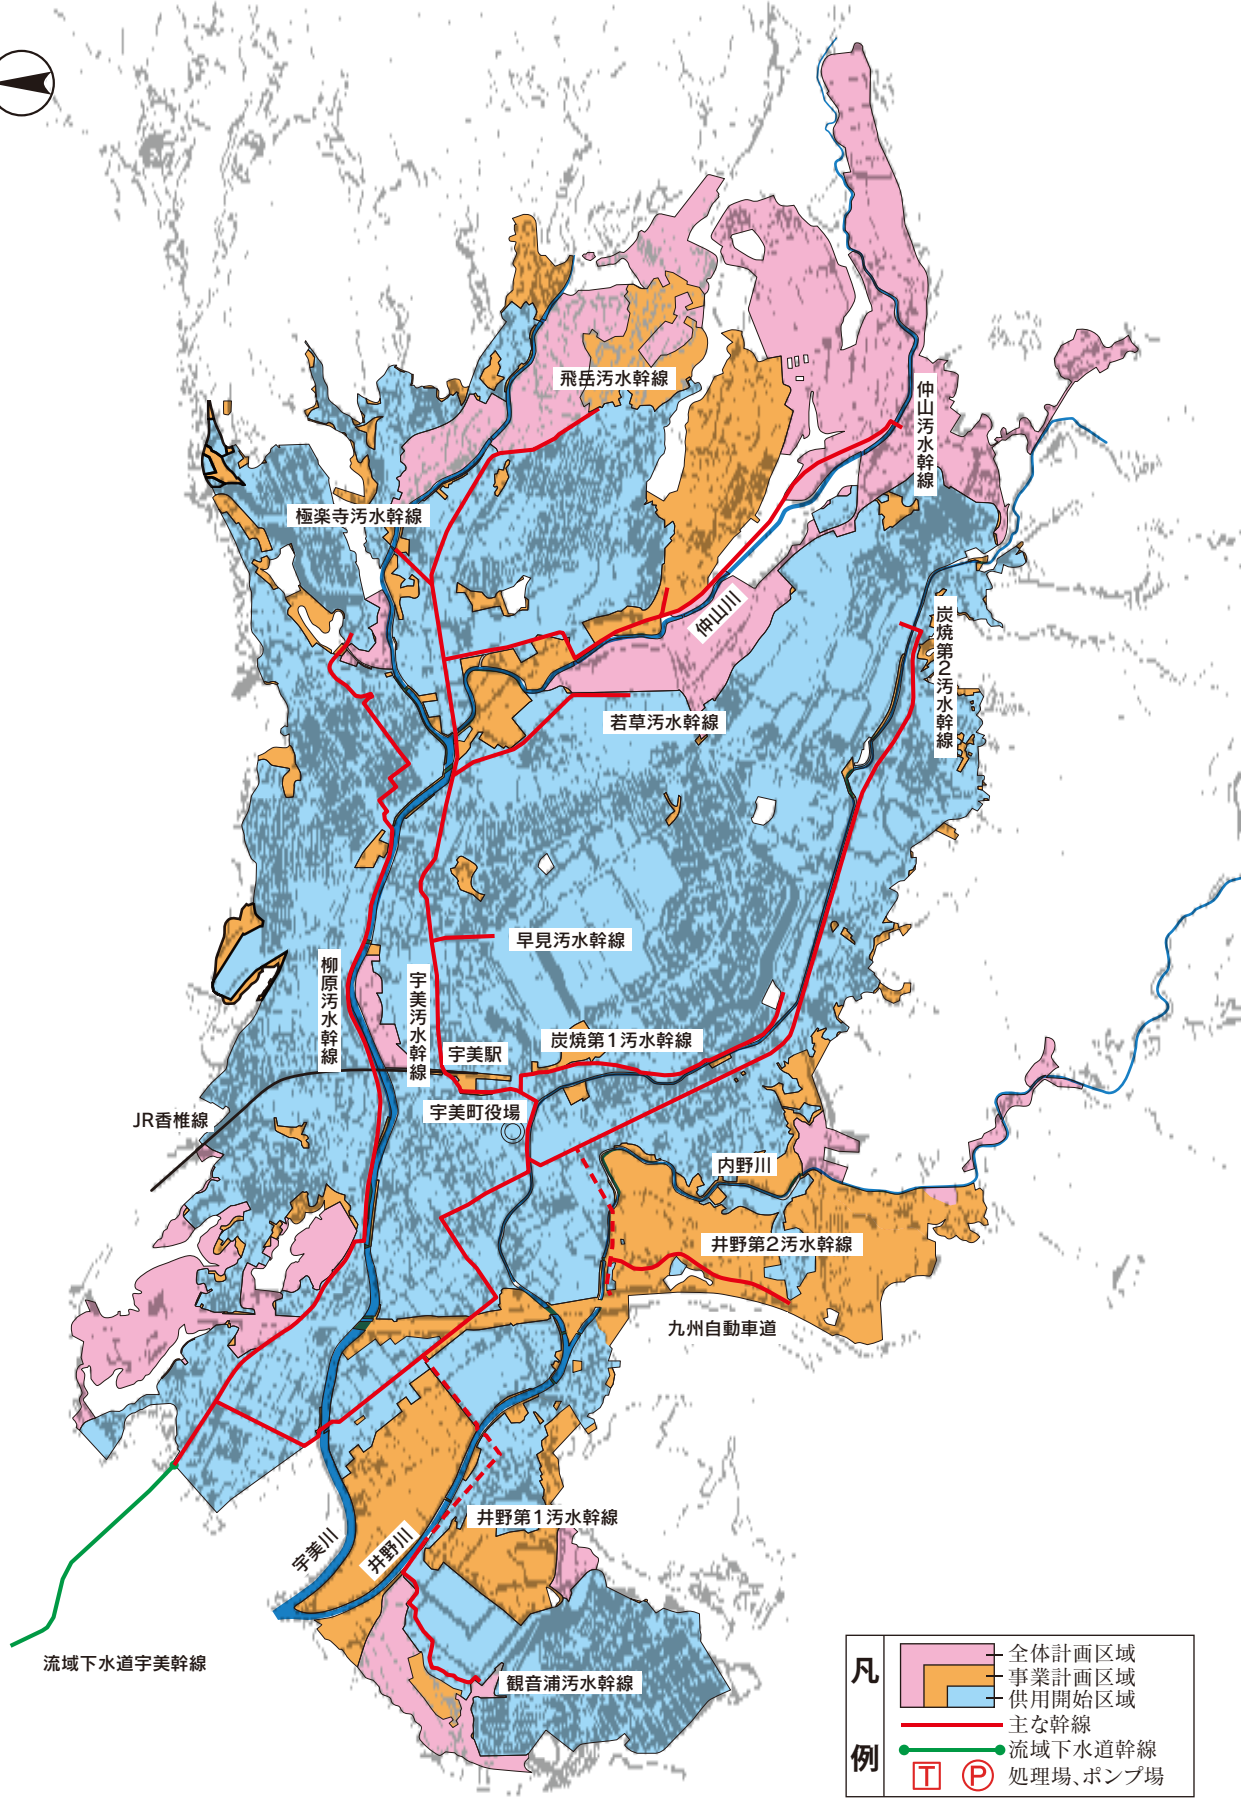 飛岳汚水幹線
仲山汚水幹線
極楽寺汚水幹線
仲山川
炭焼第2汚水幹線
若草汚水幹線
早見汚水幹線
柳原汚水幹線
宇美汚水幹線
宇美駅
炭焼第1汚水幹線
宇美町役場
JR香椎線
内野川
井野第2汚水幹線
九州自動車道
井野第1汚水幹線
宇美川
井野川
流域下水道宇美幹線
観音浦汚水幹線
凡例
全体計画区域
事業計画区域
供用開始区域
主な幹線
流域下水道幹線
T P 処理場、ポンプ場